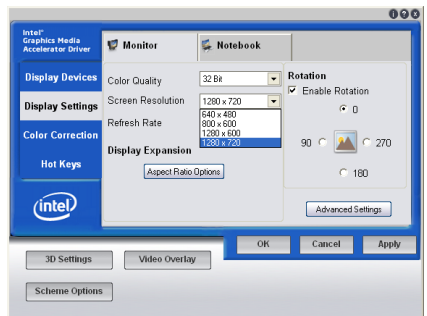 Intel®
Graphics Media
Accelerator Driver
Monitor
Notebook
Display Devices
Display Settings
Color Correction
Hot Keys
intel
Color Quality
32 Bit
Screen Resolution
1280 x 720
640 x 480
800 x 600
1280 x 600
1280 x 720
Refresh Rate
Display Expansion
Aspect Ratio Options
Rotation
Enable Rotation
0
90
270
180
Advanced Settings
OK
Cancel
Apply
3D Settings
Video Overlay
Scheme Options